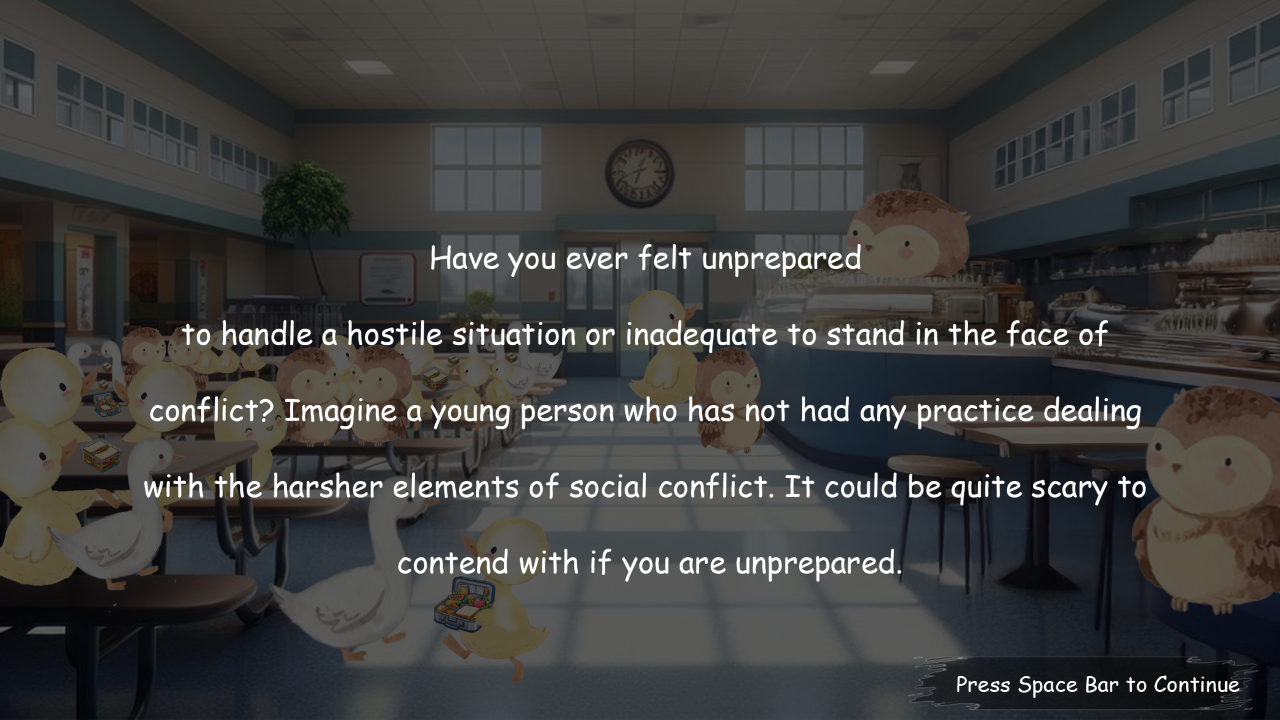 Have you ever felt unprepared
to handle a hostile situation or inadequate to stand in the face of
conflict? Imagine a young person who has not had any practice dealing
with the harsher elements of social conflict. It could be quite scary to
contend with if you are unprepared.
Press Space Bar to Continue